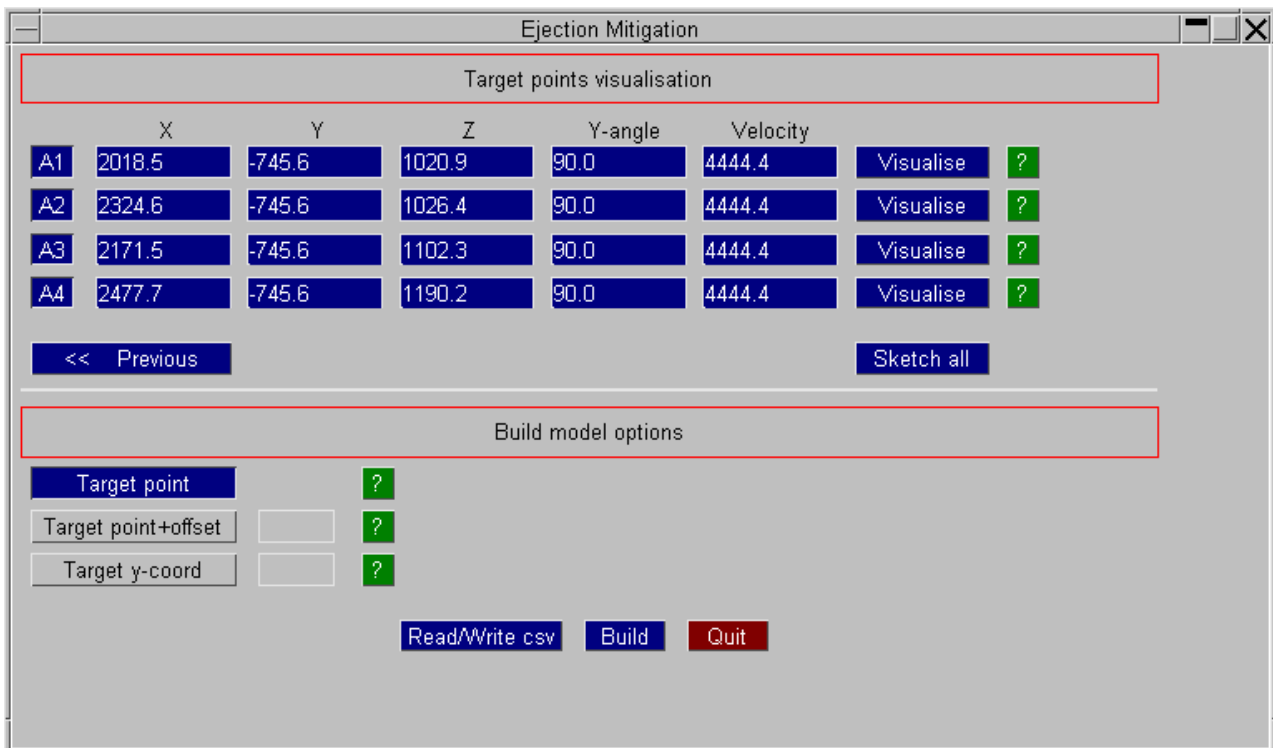 Ejection Mitigation
Target points visualisation
X Y Z Y-angle Velocity
A1 2018.5 -745.6 1020.9 90.0 4444.4 Visualise ?
A2 2324.6 -745.6 1026.4 90.0 4444.4 Visualise ?
A3 2171.5 -745.6 1102.3 90.0 4444.4 Visualise ?
A4 2477.7 -745.6 1190.2 90.0 4444.4 Visualise ?
<< Previous Sketch all
Build model options
Target point ?
Target point+offset ?
Target y-coord ?
Read/Write csv Build Quit